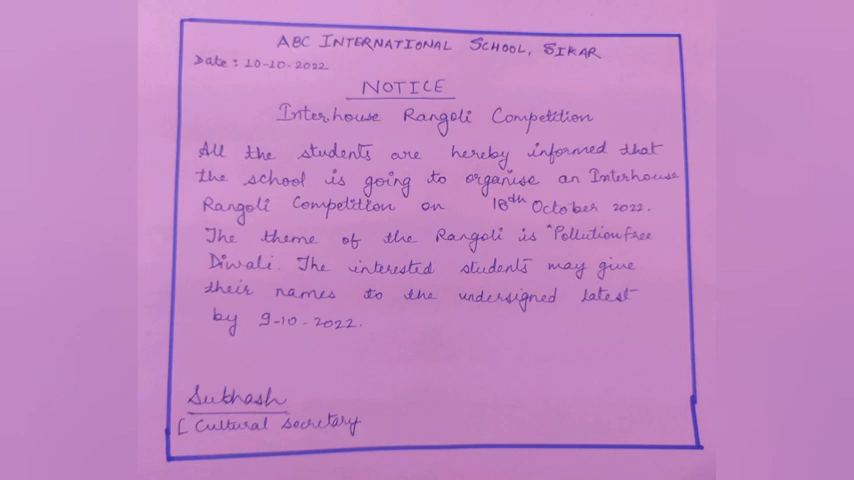 ABC INTERNATIONAL SCHOOL, SIKAR
Date: 10-10-2022
NOTICE
Interhouse Rangoli Competition
All the students are hereby informed that
the school is going to organise an Interhouse
Rangoli Competition on 18th October 2022.
The theme of the Rangoli is "Pollutionfree
Diwali. The interested students may give
their names to the undersigned latest
by 9-10-2022.
Subhash
[Cultural secretary